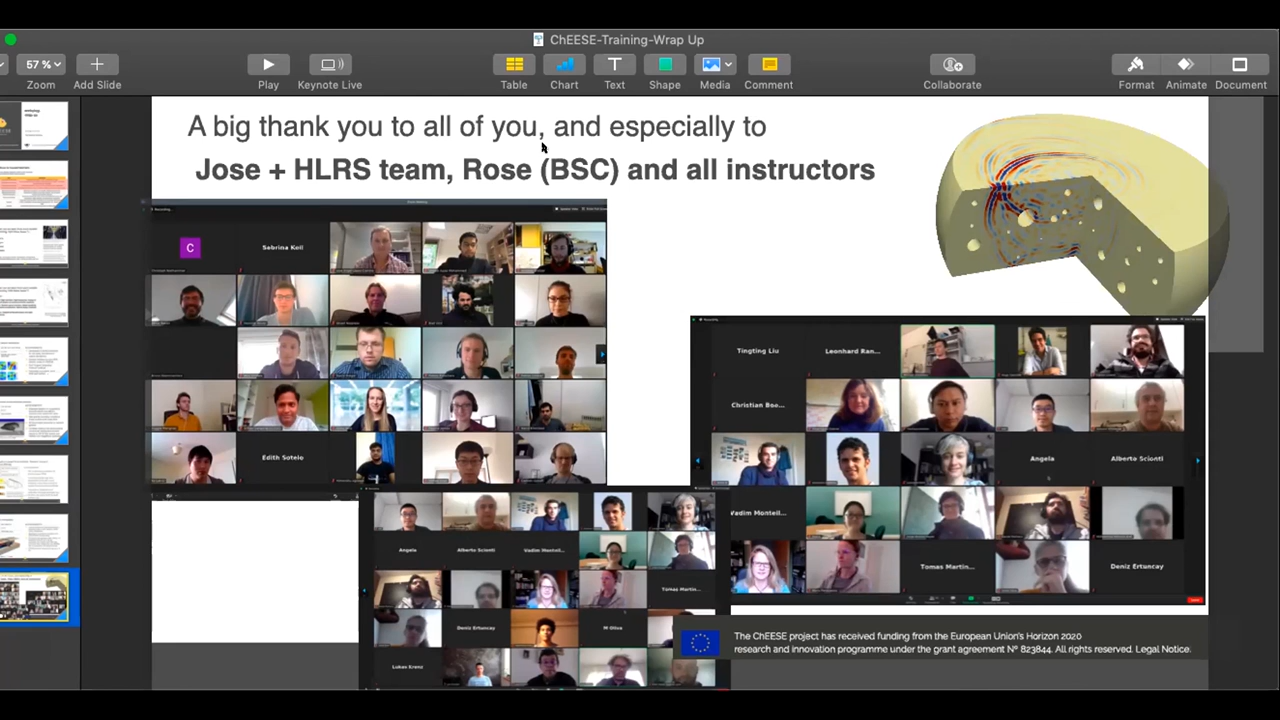 ChEESE-Training-Wrap Up
57 %
Zoom
Add Slide
Play
Keynote Live
Table
Chart
Text
Shape
Media
Comment
Collaborate
Format
Animate
Document
A big thank you to all of you, and especially to
Jose + HLRS team, Rose (BSC) and all instructors
C
Sabrina Keil
Edith Sotelo
Tingting Liu
Leonhard Ran...
Christian Boe...
Angela
Alberto Scionti
Vadim Monteil...
Tomas Martin...
Deniz Ertuncay
Angela
Alberto Scionti
Vadim Monteil...
Tomas Martin...
Deniz Ertuncay
M Olius
Lukas Krenz
The ChEESE project has received funding from the European Union's Horizon 2020
research and innovation programme under the grant agreement Nº 823844. All rights reserved. Legal Notice.